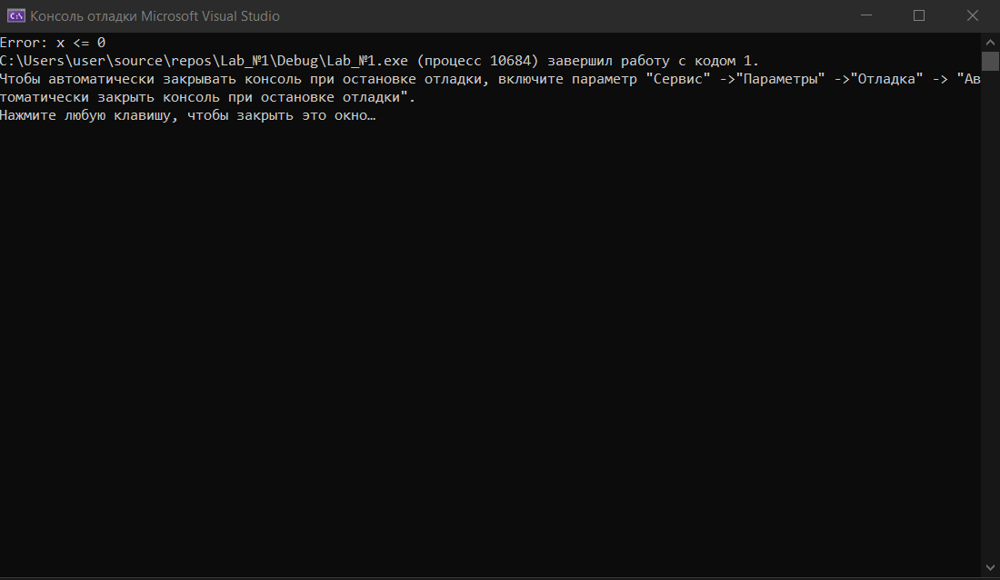 Консоль отладки Microsoft Visual Studio
Error: x <= 0
C:\Users\user\source\repos\Lab_№1\Debug\Lab_№1.exe (процесс 10684) завершил работу с кодом 1.
Чтобы автоматически закрывать консоль при остановке отладки, включите параметр "Сервис" ->"Параметры" ->"Отладка" -> "Ав
томатически закрыть консоль при остановке отладки".
Нажмите любую клавишу, чтобы закрыть это окно…